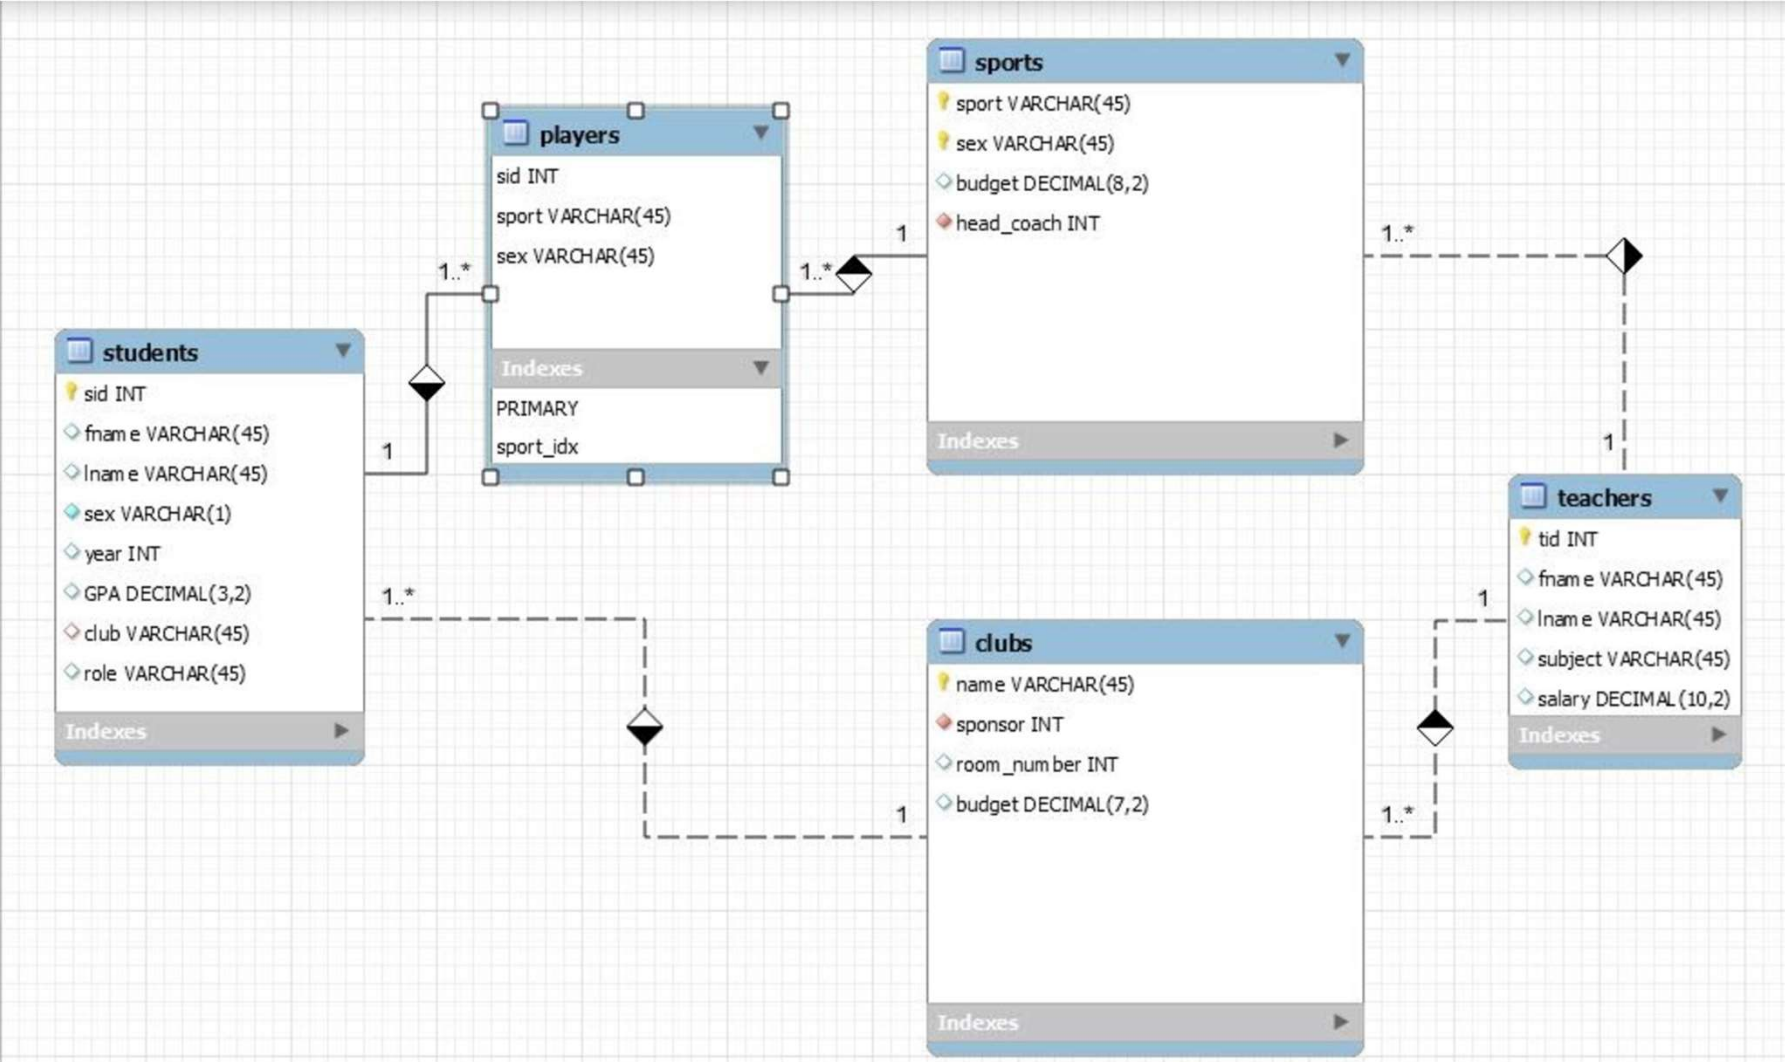 students
sid INT
fname VARCHAR(45)
lname VARCHAR(45)
sex VARCHAR(1)
year INT
GPA DECIMAL(3,2)
club VARCHAR(45)
role VARCHAR(45)
Indexes
1
1..*
1..*
players
sid INT
sport VARCHAR(45)
sex VARCHAR(45)
Indexes
PRIMARY
sport_idx
1..*
1
sports
sport VARCHAR(45)
sex VARCHAR(45)
budget DECIMAL(8,2)
head_coach INT
Indexes
1..*
1
clubs
name VARCHAR(45)
sponsor INT
room_number INT
budget DECIMAL(7,2)
Indexes
1
1..*
1
teachers
tid INT
fname VARCHAR(45)
lname VARCHAR(45)
subject VARCHAR(45)
salary DECIMAL(10,2)
Indexes